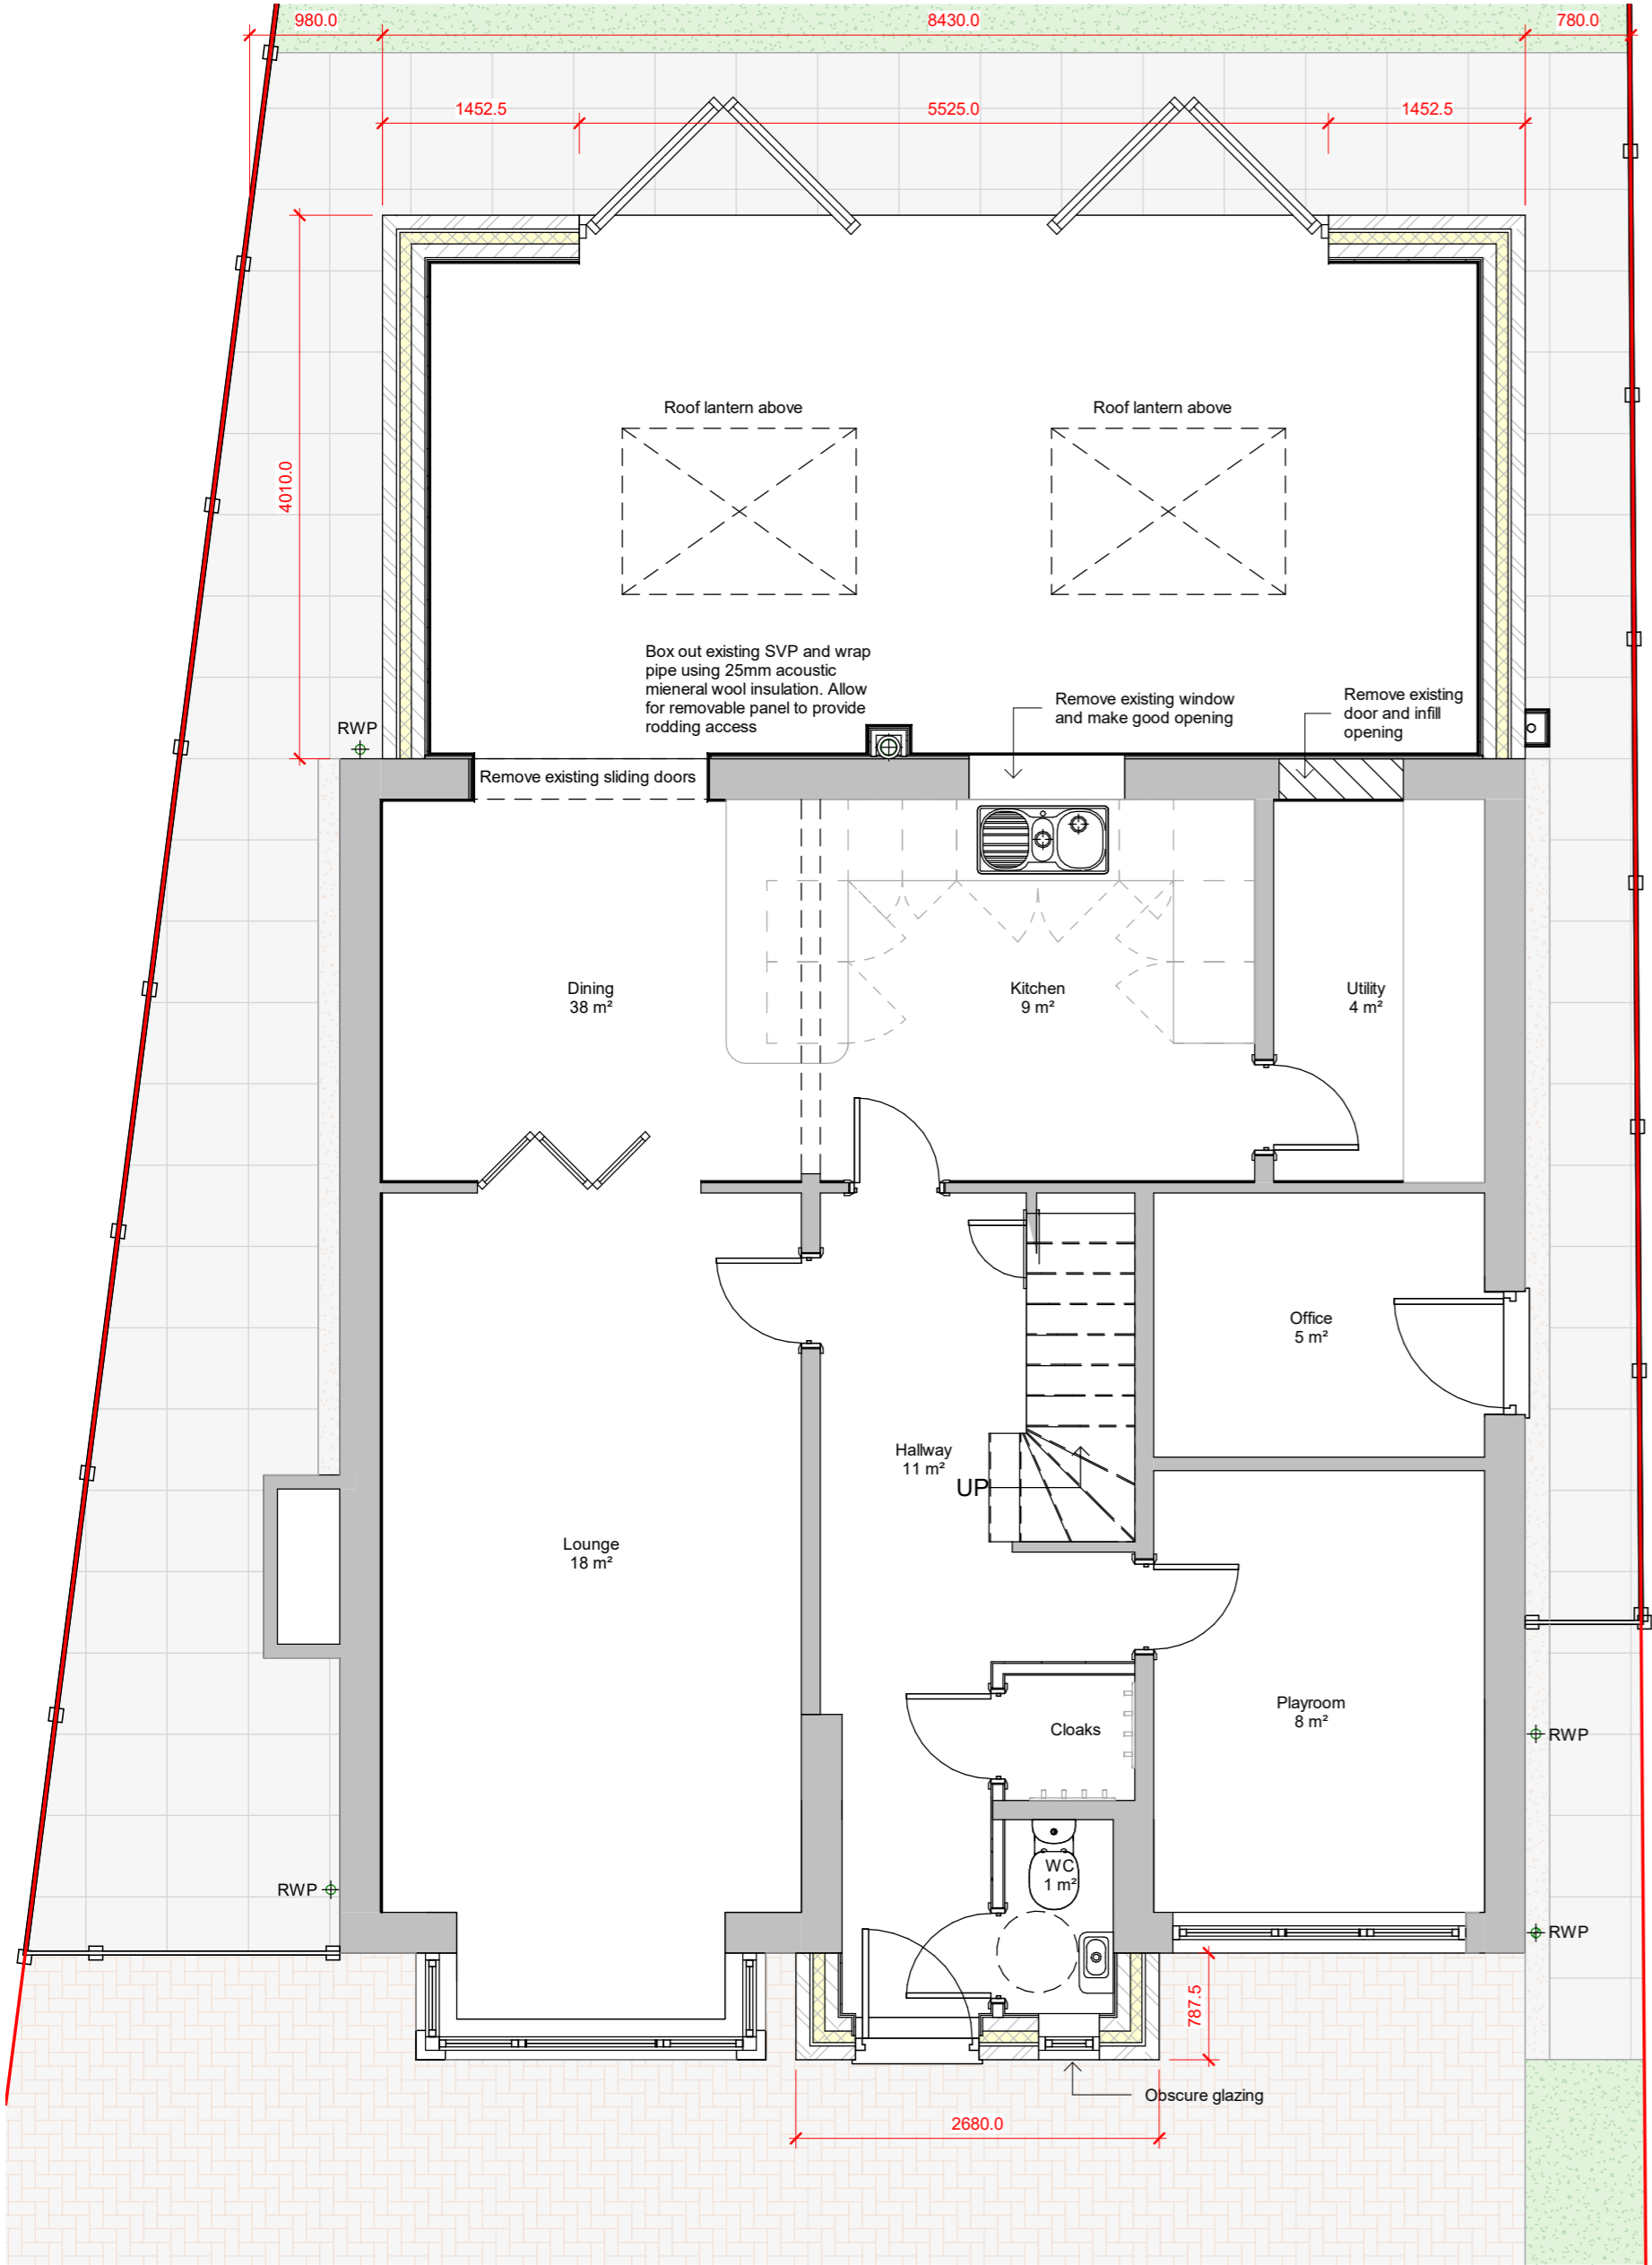 980.0
8430.0
780.0
1452.5
5525.0
1452.5
4010.0
Roof lantern above
Roof lantern above
Box out existing SVP and wrap
pipe using 25mm acoustic
mieneral wool insulation. Allow
for removable panel to provide
rodding access
Remove existing window
and make good opening
Remove existing
door and infill
opening
RWP
Remove existing sliding doors
Dining
38 m²
Kitchen
9 m²
Utility
4 m²
Office
5 m²
Hallway
11 m²
UP
Lounge
18 m²
Playroom
8 m²
Cloaks
RWP
WC
1 m²
RWP
RWP
787.5
Obscure glazing
2680.0